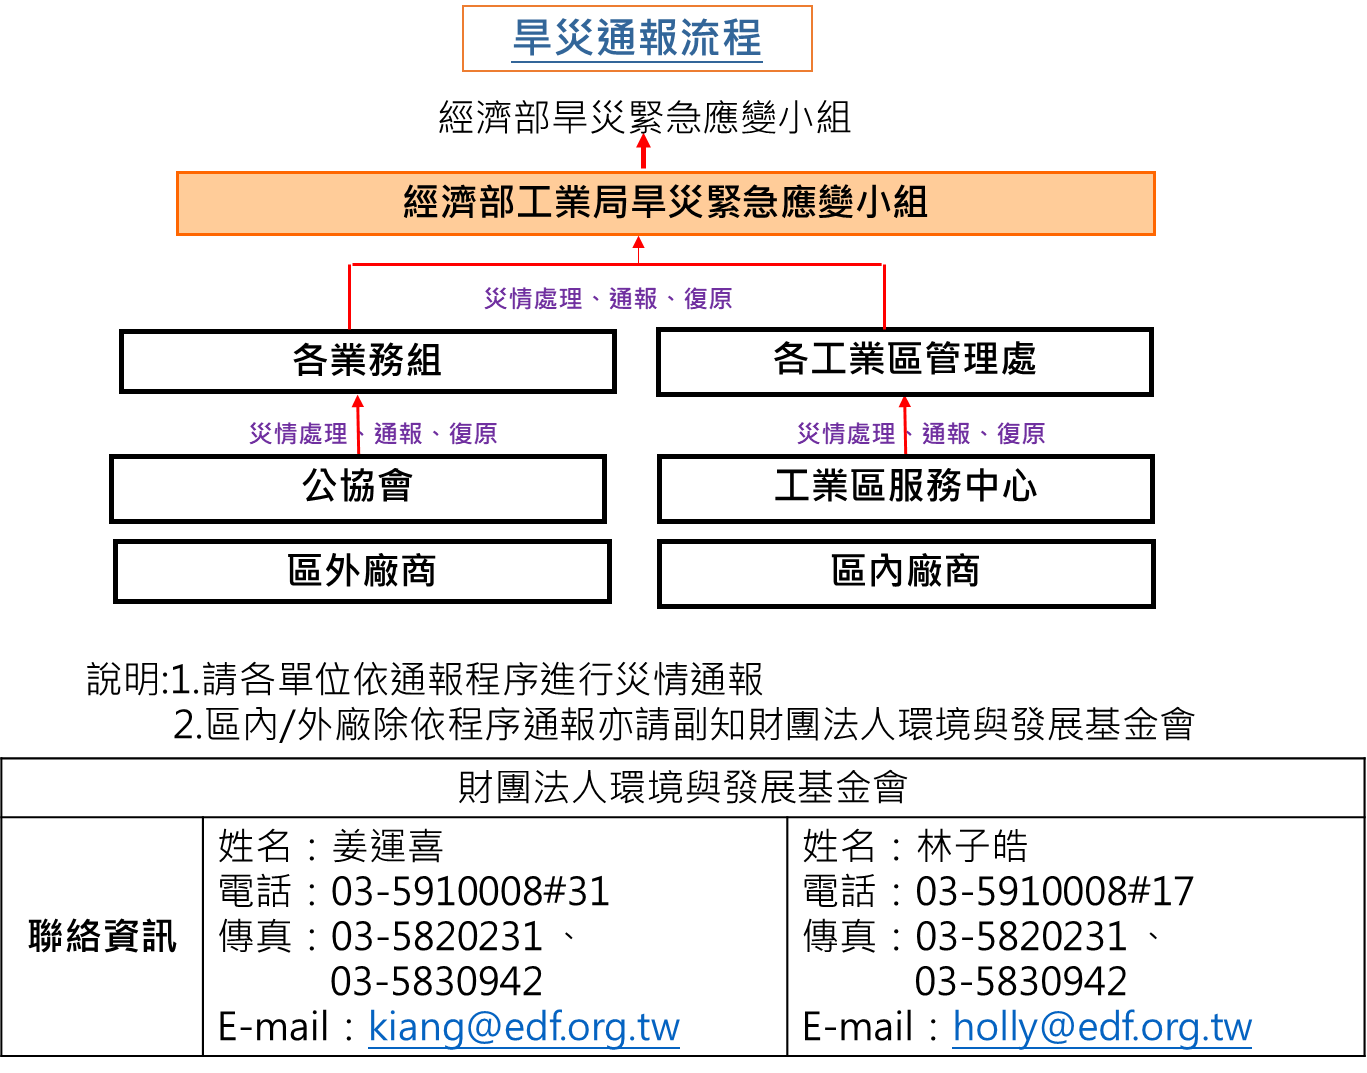 旱災通報流程
經濟部旱災緊急應變小組
經濟部工業局旱災緊急應變小組
災情處理、通報、復原
各業務組
各工業區管理處
災情處理、通報、復原
災情處理、通報、復原
公協會
工業區服務中心
區外廠商
區內廠商
說明:1.請各單位依通報程序進行災情通報
2.區內/外廠除依程序通報亦請副知財團法人環境與發展基金會
財團法人環境與發展基金會
聯絡資訊
姓名：姜運喜
電話：03-5910008#31
傳真：03-5820231、
03-5830942
E-mail：kiang@edf.org.tw
姓名：林子皓
電話：03-5910008#17
傳真：03-5820231、
03-5830942
E-mail：holly@edf.org.tw